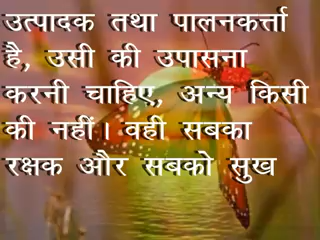 उत्पादक तथा पालनकर्त्ता
है, उसी की उपासना
करनी चाहिए, अन्य किसी
की नहीं। वही सबका
रक्षक और सबको सुख